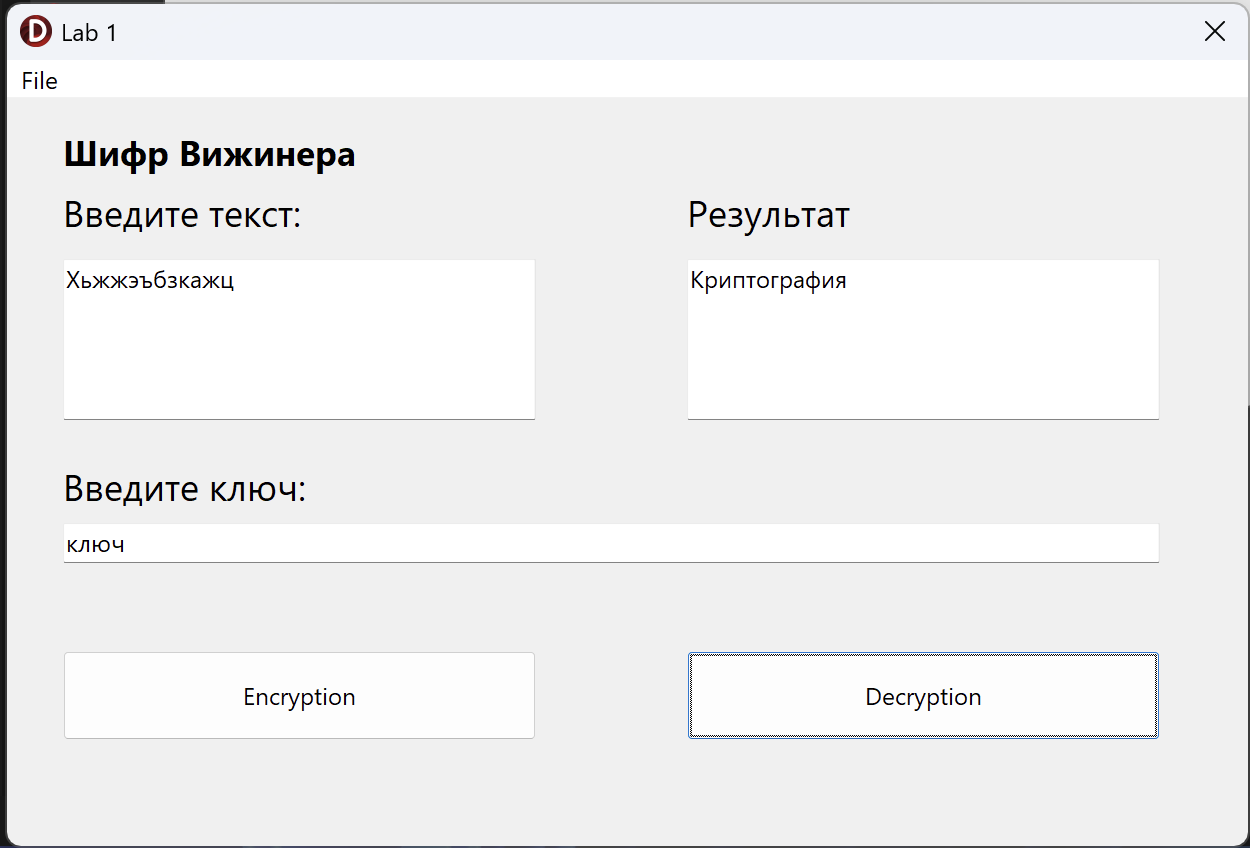 Lab 1
File
Шифр Вижинера
Введите текст:
Результат
Хьжжэъбзкажц
Криптография
Введите ключ:
ключ
Encryption
Decryption